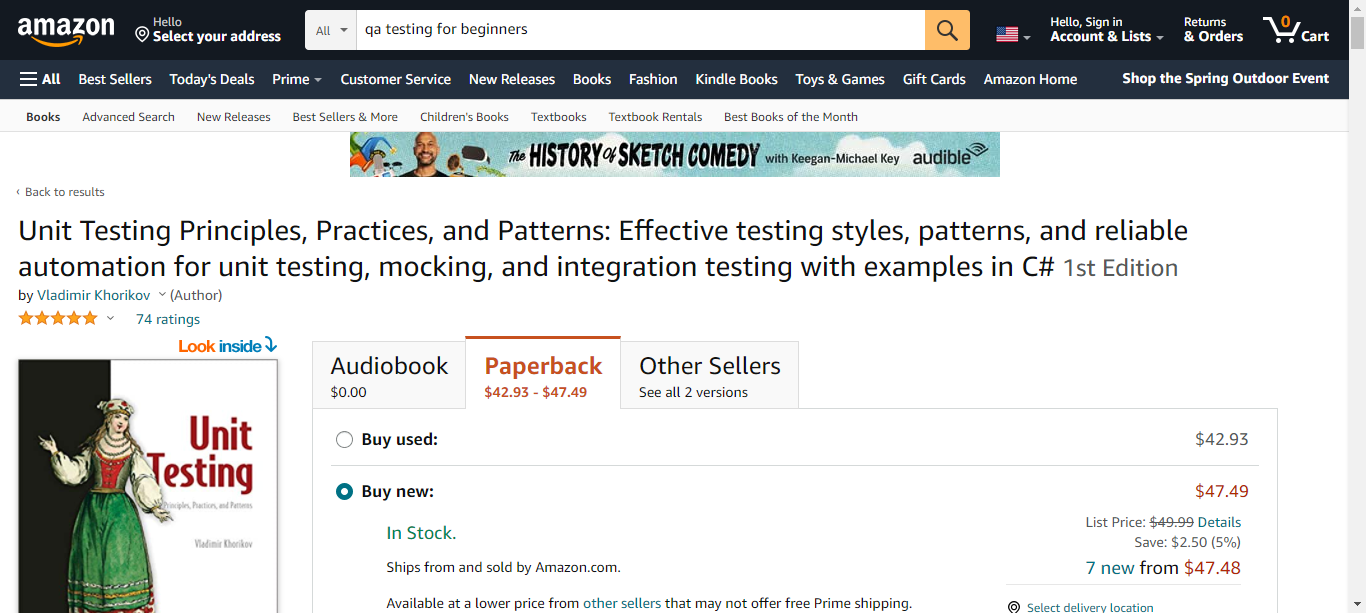 amazon
Hello
Select your address
All
qa testing for beginners
Hello, Sign in
Account & Lists
Returns
& Orders
0
Cart
All
Best Sellers
Today's Deals
Prime
Customer Service
New Releases
Books
Fashion
Kindle Books
Toys & Games
Gift Cards
Amazon Home
Shop the Spring Outdoor Event
Books
Advanced Search
New Releases
Best Sellers & More
Children's Books
Textbooks
Textbook Rentals
Best Books of the Month
The HISTORY of SKETCH COMEDY with Keegan-Michael Key audible
‹ Back to results
Unit Testing Principles, Practices, and Patterns: Effective testing styles, patterns, and reliable
automation for unit testing, mocking, and integration testing with examples in C# 1st Edition
by Vladimir Khorikov (Author)
74 ratings
Look inside
Unit
Testing
Principles, Practices, and Patterns
Vladimir Khorikov
Audiobook
$0.00
Paperback
$42.93 - $47.49
Other Sellers
See all 2 versions
Buy used:
$42.93
Buy new:
$47.49
In Stock.
List Price: $49.99 Details
Save: $2.50 (5%)
Ships from and sold by Amazon.com.
7 new from $47.48
Available at a lower price from other sellers that may not offer free Prime shipping.
Select delivery location